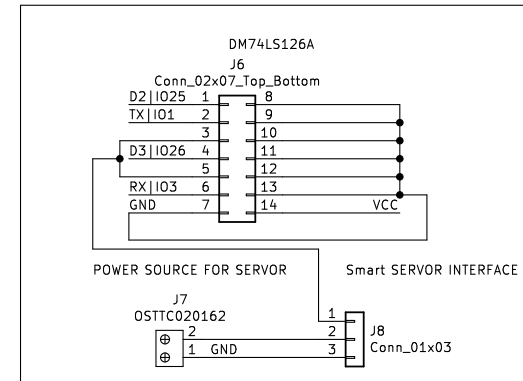 DM74LS126A
J6
Conn_02x07_Top_Bottom
D2|IO25 1 8
TX|IO1 2 9
3 10
D3|IO26 4 11
5 12
RX|IO3 6 13
GND 7 14 VCC
POWER SOURCE FOR SERVOR Smart SERVOR INTERFACE
J7
OSTTC020162
1
2 2 J8
1 GND 3 Conn_01x03